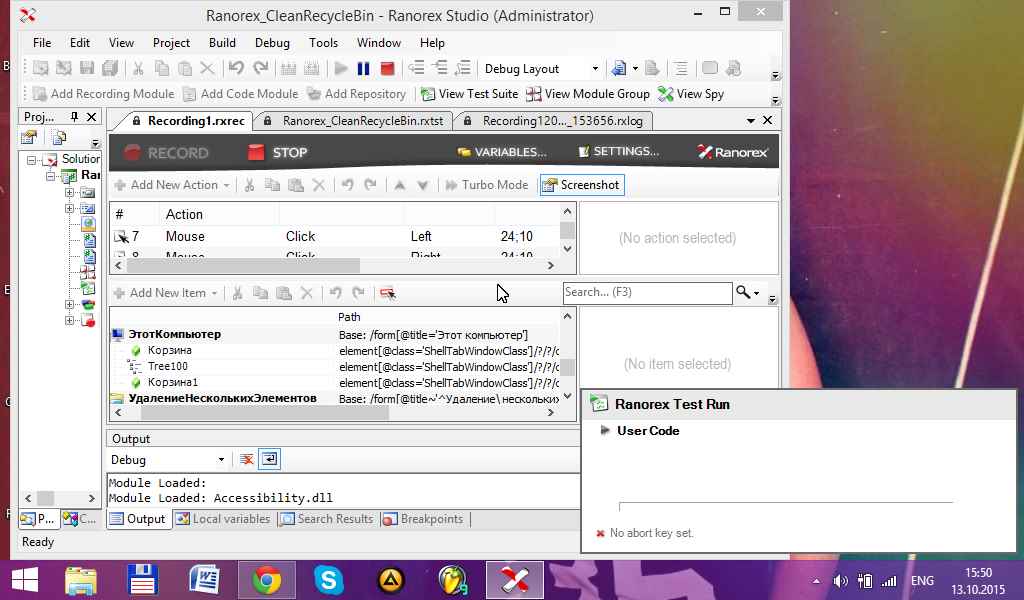 Ranorex_CleanRecycleBin - Ranorex Studio (Administrator)
File Edit View Project Build Debug Tools Window Help
Debug Layout
Add Recording Module Add Code Module Add Repository View Test Suite View Module Group View Spy
Proj...
Recording1.rxrec Ranorex_CleanRecycleBin.rxtst Recording120..._153656.rxlog
Solution
Rar
RECORD STOP VARIABLES... SETTINGS... Ranorex
Add New Action Turbo Mode Screenshot
# Action
7 Mouse Click Left 24;10
8 Mouse Click Right 24;10
(No action selected)
Add New Item Search... (F3)
Path
ЭтотКомпьютер Base: /form[@title='Этот компьютер']
Корзина element[@class='ShellTabWindowClass']/?/?/c
Tree100 element[@class='ShellTabWindowClass']/?/?/c
Корзина1 element[@class='ShellTabWindowClass']/?/?/c
УдалениеНесколькихЭлементов Base: /form[@title~'^Удаление\ нескольких
(No item selected)
Output
Debug
Module Loaded:
Module Loaded: Accessibility.dll
P... C...
Output Local variables Search Results Breakpoints
Ready
Ranorex Test Run
User Code
No abort key set.
ENG
15:50
13.10.2015